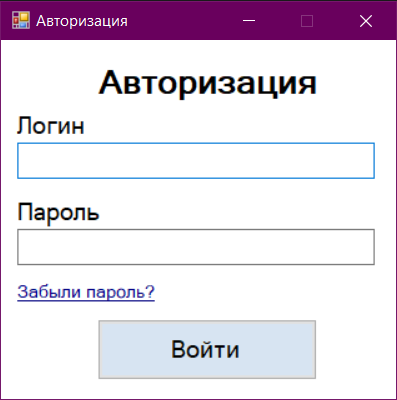 Авторизация
Авторизация
Логин
Пароль
Забыли пароль?
Войти